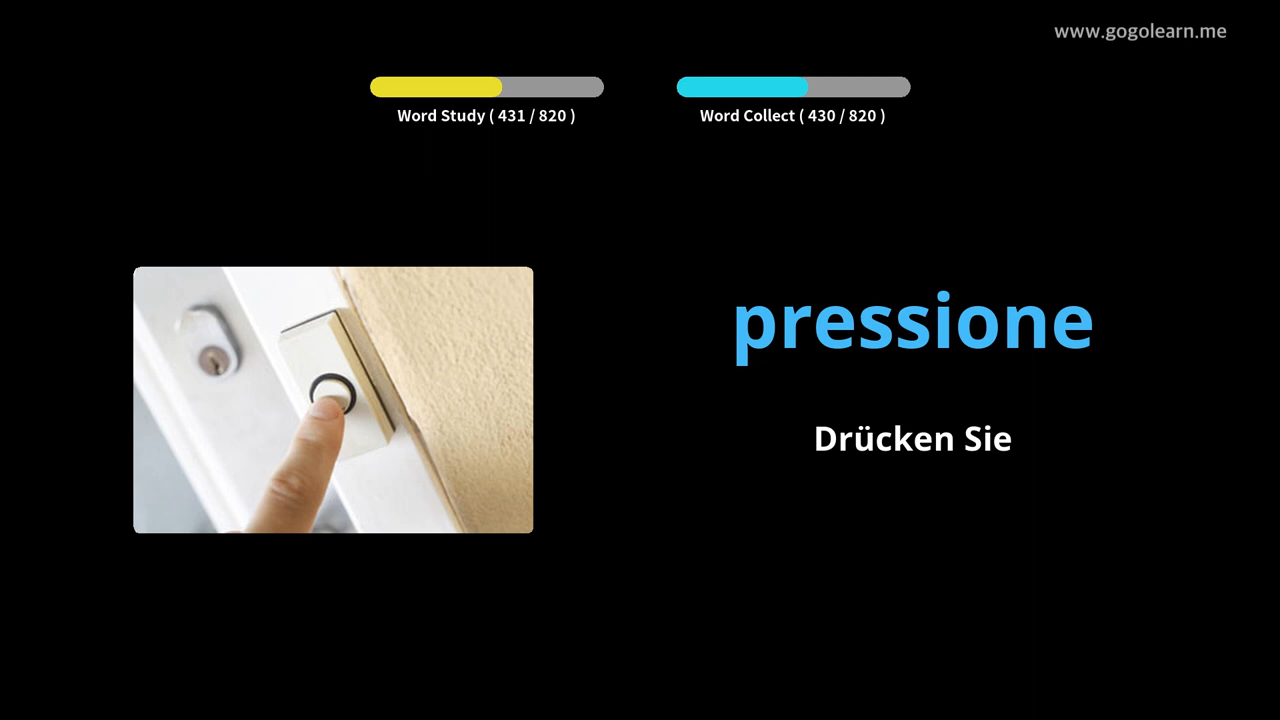 www.gogolearn.me
Word Study ( 431 / 820 )
Word Collect ( 430 / 820 )
pressione
Drücken Sie